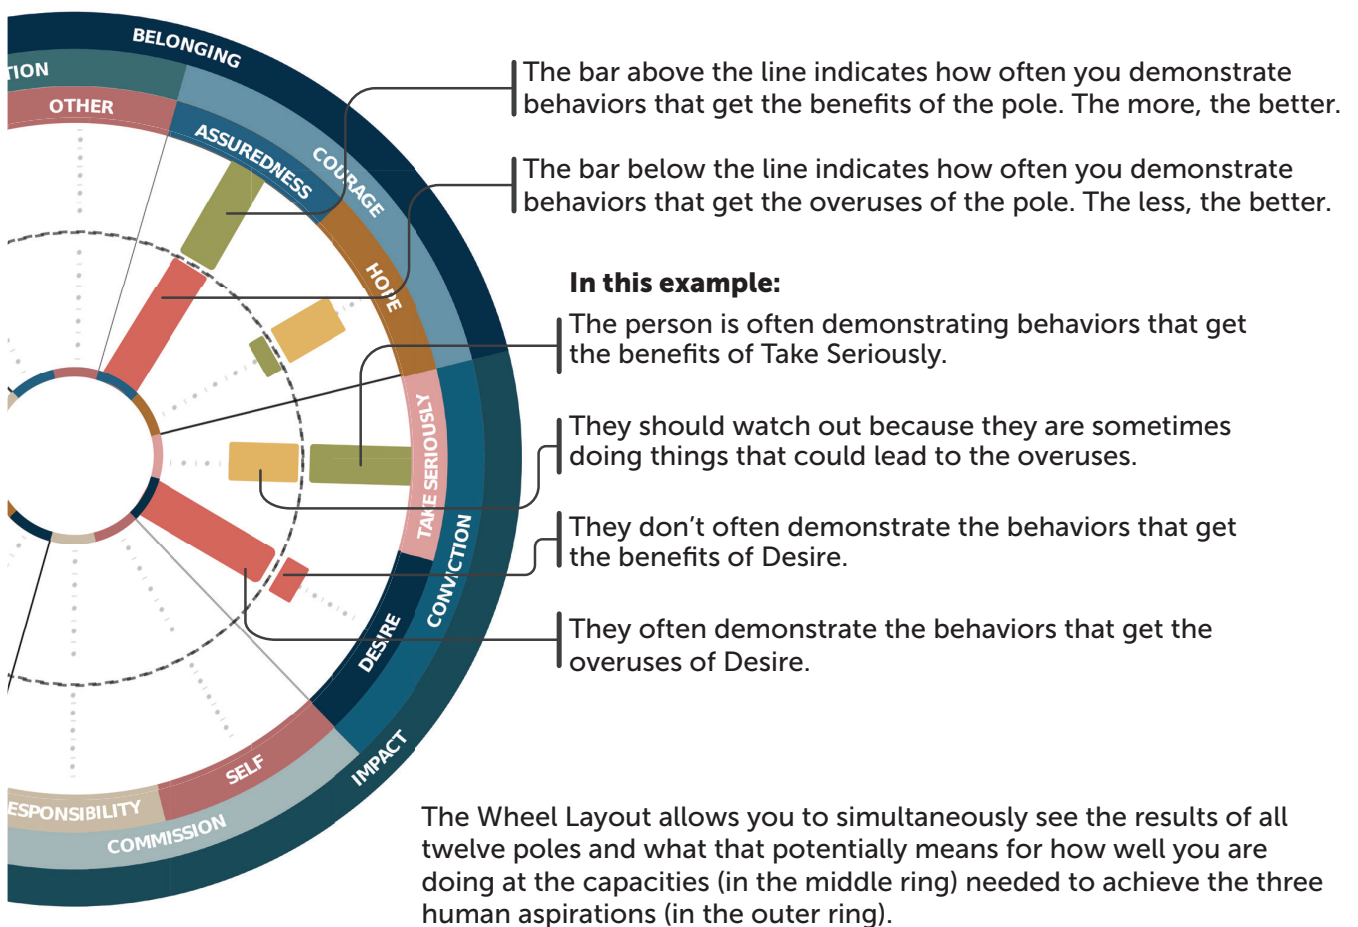 BELONGING
TION
OTHER
ASSUREDNESS
COURAGE
HOPE
TAKE SERIOUSLY
CONVICTION
DESIRE
IMPACT
SELF
ESPONSIBILITY
COMMISSION
The bar above the line indicates how often you demonstrate
behaviors that get the benefits of the pole. The more, the better.
The bar below the line indicates how often you demonstrate
behaviors that get the overuses of the pole. The less, the better.
In this example:
The person is often demonstrating behaviors that get
the benefits of Take Seriously.
They should watch out because they are sometimes
doing things that could lead to the overuses.
They don’t often demonstrate the behaviors that get
the benefits of Desire.
They often demonstrate the behaviors that get the
overuses of Desire.
The Wheel Layout allows you to simultaneously see the results of all
twelve poles and what that potentially means for how well you are
doing at the capacities (in the middle ring) needed to achieve the three
human aspirations (in the outer ring).